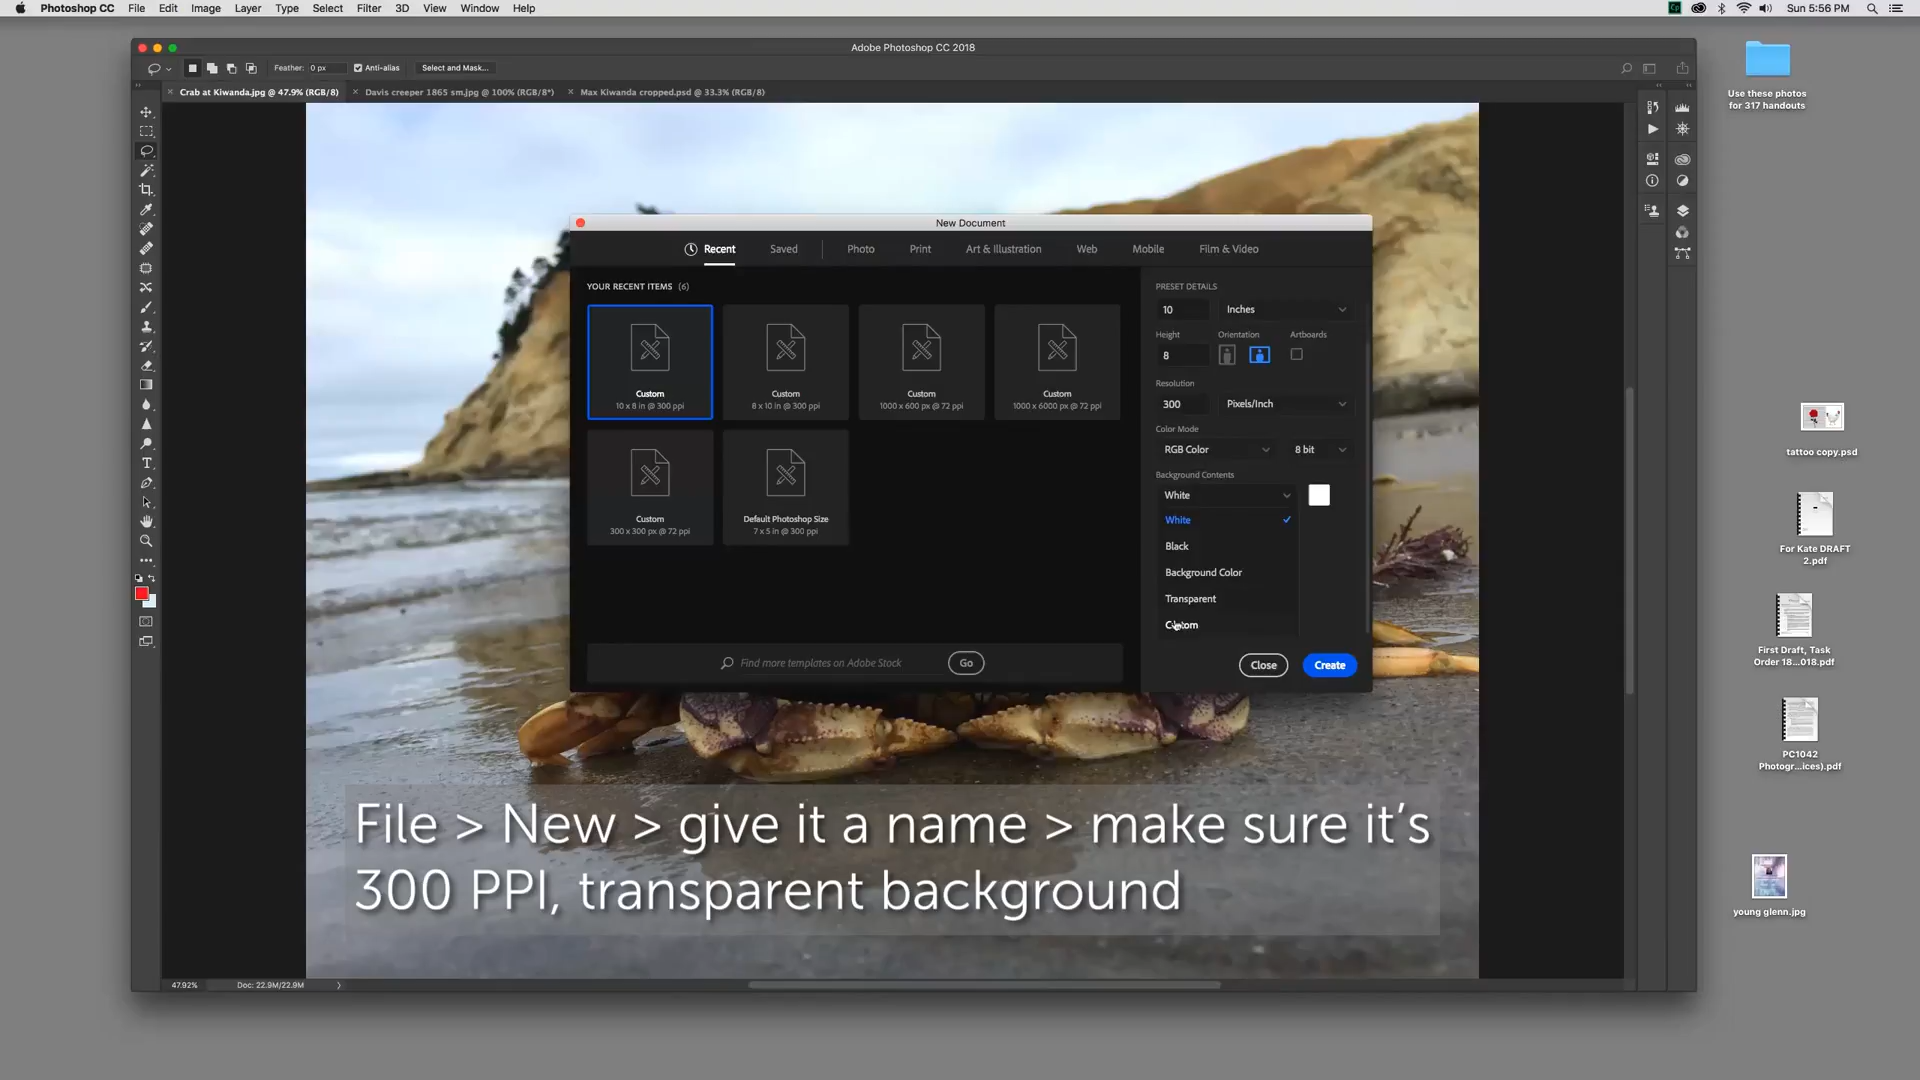 Photoshop CC File Edit Image Layer Type Select Filter 3D View Window Help
Sun 5:56 PM
Adobe Photoshop CC 2018
Feather: 0 px Anti-alias Select and Mask...
Crab at Kiwanda.jpg @ 47.9% (RGB/8) Davis creeper 1865 sm.jpg @ 100% (RGB/8*) Max Kiwanda cropped.psd @ 33.3% (RGB/8)
New Document
Recent Saved Photo Print Art & Illustration Web Mobile Film & Video
YOUR RECENT ITEMS (6)
Custom
10 x 8 in @ 300 ppi
Custom
8 x 10 in @ 300 ppi
Custom
1000 x 600 px @ 72 ppi
Custom
1000 x 6000 px @ 72 ppi
Custom
300 x 300 px @ 72 ppi
Default Photoshop Size
7 x 5 in @ 300 ppi
Find more templates on Adobe Stock Go
PRESET DETAILS
10 Inches
Height Orientation Artboards
8
Resolution
300 Pixels/Inch
Color Mode
RGB Color 8 bit
Background Contents
White
White
Black
Background Color
Transparent
Custom
Close Create
File > New > give it a name > make sure it's
300 PPI, transparent background
47.92% Doc: 22.9M/22.9M
Use these photos
for 317 handouts
tattoo copy.psd
For Kate DRAFT
2.pdf
First Draft, Task
Order 18...018.pdf
PC1042
Photogr...ices).pdf
young glenn.jpg